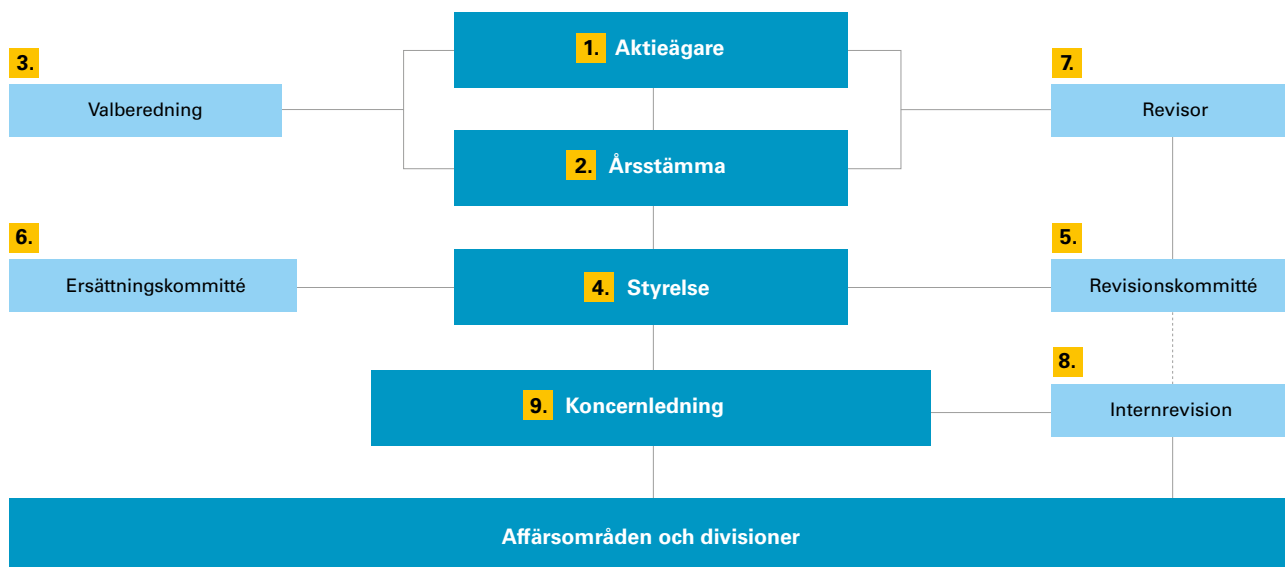 1. Aktieägare
3.
Valberedning
7.
Revisor
2. Årsstämma
6.
Ersättningskommitté
4. Styrelse
5.
Revisionskommitté
9. Koncernledning
8.
Internrevision
Affärsområden och divisioner